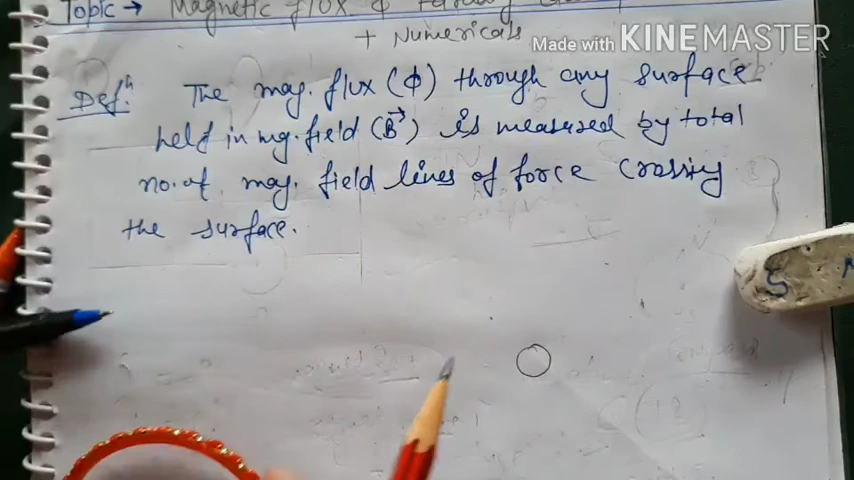 Topic → Magnetic flux &
+ Numericals
Made with KINEMASTER
Defⁿ. The mag. flux (ϕ) through any surface
held in mg. field (B⃗) is measured by total
no. of mag. field lines of force crossing
the surface.
S N